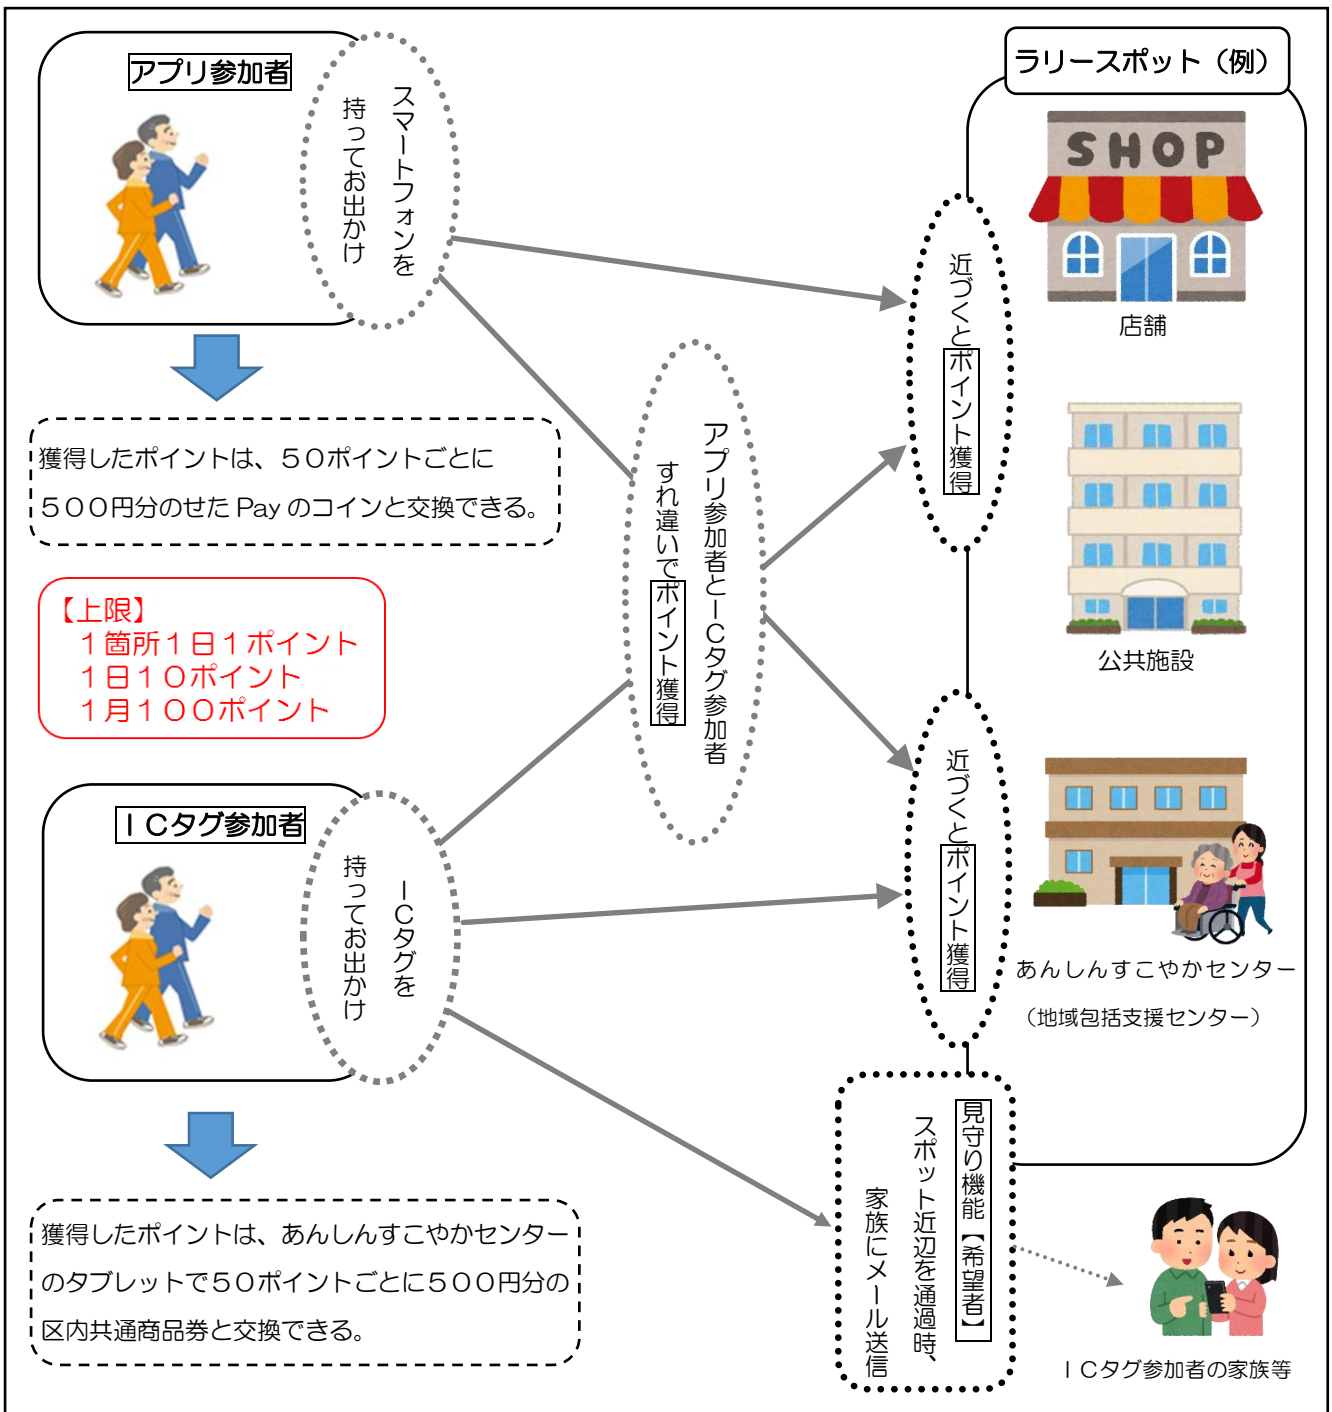 アプリ参加者
スマートフォンを
持ってお出かけ
獲得したポイントは、５０ポイントごとに
５００円分のせた Pay のコインと交換できる。
【上限】
１箇所１日１ポイント
１日１０ポイント
１月１００ポイント
ＩＣタグ参加者
ＩＣタグを
持ってお出かけ
獲得したポイントは、あんしんすこやかセンター
のタブレットで５０ポイントごとに５００円分の
区内共通商品券と交換できる。
アプリ参加者とＩＣタグ参加者
すれ違いでポイント獲得
近づくとポイント獲得
近づくとポイント獲得
見守り機能【希望者】
スポット近辺を通過時、
家族にメール送信
ラリースポット（例）
SHOP
店舗
公共施設
あんしんすこやかセンター
（地域包括支援センター）
ＩＣタグ参加者の家族等